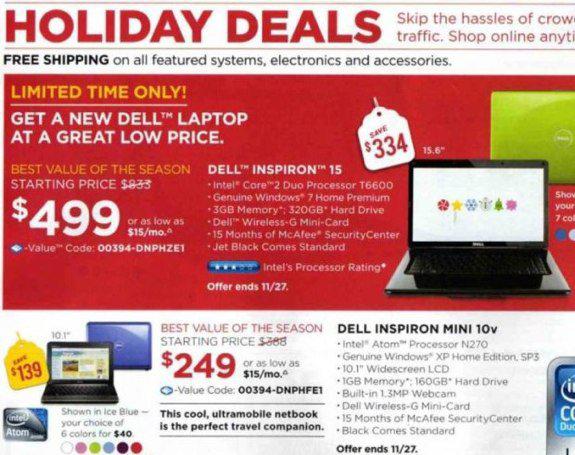 HOLIDAY DEALS
Skip the hassles of
traffic. Shop online
FREE SHIPPING on all featured systems, electronics and accessories.
LIMITED TIME ONLY!
GET A NEW DELL™ LAPTOP
AT A GREAT LOW PRICE.
SAVE
$334
15.6"
BEST VALUE OF THE SEASON
STARTING PRICE $833
$499 or as low as
$15/mo.∆
-Value™ Code: 00394-DNPHZE1
DELL™ INSPIRON™ 15
• Intel® Core™2 Duo Processor T6600
• Genuine Windows® 7 Home Premium
• 3GB Memory*; 320GB* Hard Drive
• Dell™ Wireless-G Mini-Card
• 15 Months of McAfee® SecurityCenter
• Jet Black Comes Standard
Intel's Processor Rating♦
Offer ends 11/27.
DELL
your
7
SAVE
$139
10.1"
intel
Atom
Shown in Ice Blue —
your choice of
6 colors for $40.
BEST VALUE OF THE SEASON
STARTING PRICE $388
$249 or as low as
$15/mo.∆
-Value Code: 00394-DNPHFE1
This cool, ultramobile netbook
is the perfect travel companion.
DELL INSPIRON MINI 10v
• Intel® Atom™ Processor N270
• Genuine Windows® XP Home Edition, SP3
• 10.1" Widescreen LCD
• 1GB Memory*; 160GB* Hard Drive
• Built-in 1.3MP Webcam
• Dell Wireless-G Mini-Card
• 15 Months of McAfee SecurityCenter
• Black Comes Standard
Offer ends 11/27.